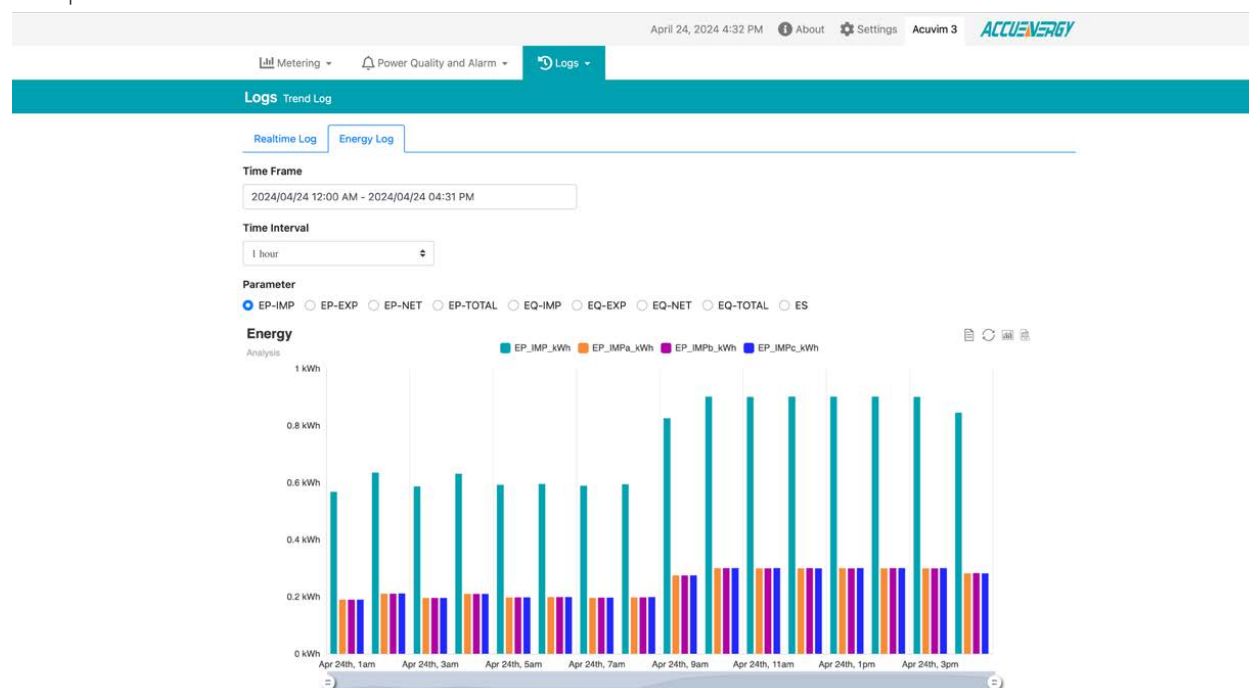 April 24, 2024 4:32 PM About Settings Acuvim 3 ACCUENERGY
Metering Power Quality and Alarm Logs
Logs Trend Log
Realtime Log Energy Log
Time Frame
2024/04/24 12:00 AM - 2024/04/24 04:31 PM
Time Interval
1 hour
Parameter
EP-IMP EP-EXP EP-NET EP-TOTAL EQ-IMP EQ-EXP EQ-NET EQ-TOTAL ES
Energy
Analysis
EP_IMP_kWh EP_IMPa_kWh EP_IMPb_kWh EP_IMPc_kWh
1 kWh
0.8 kWh
0.6 kWh
0.4 kWh
0.2 kWh
0 kWh
Apr 24th, 1am Apr 24th, 3am Apr 24th, 5am Apr 24th, 7am Apr 24th, 9am Apr 24th, 11am Apr 24th, 1pm Apr 24th, 3pm